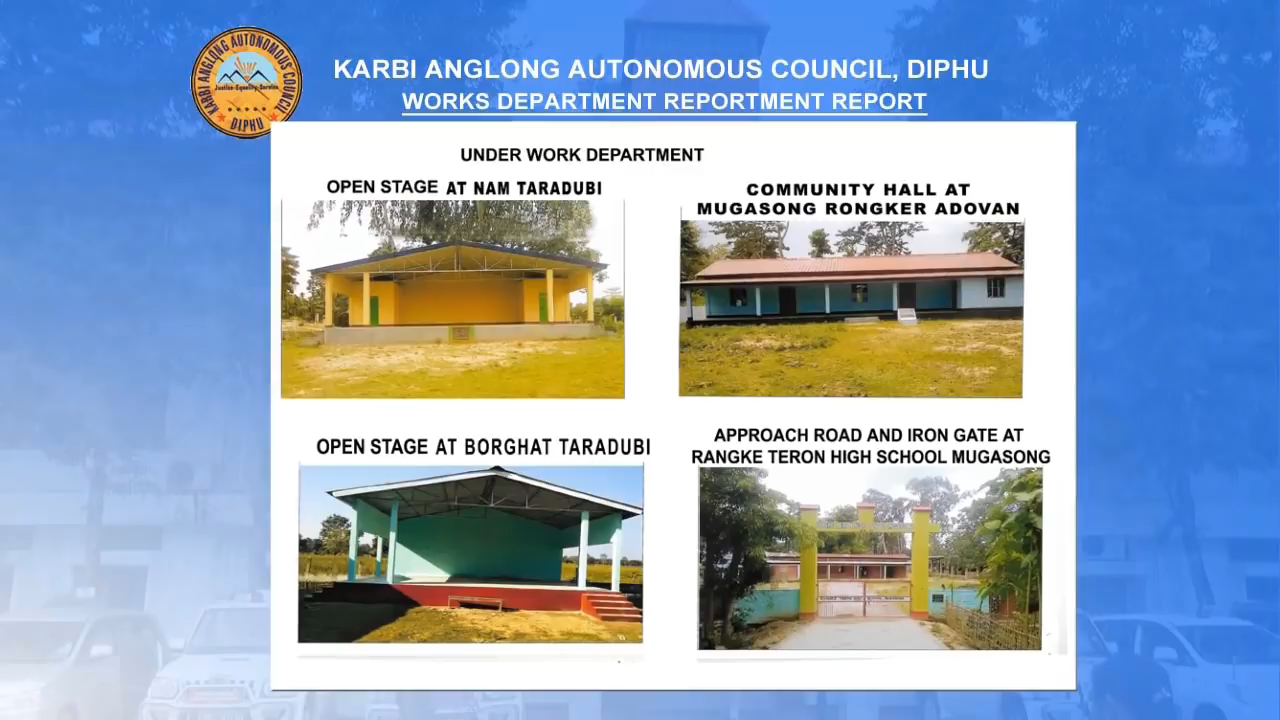 KARBI ANGLONG AUTONOMOUS COUNCIL
Justice-Equality-Service
DIPHU
KARBI ANGLONG AUTONOMOUS COUNCIL, DIPHU
WORKS DEPARTMENT REPORTMENT REPORT
UNDER WORK DEPARTMENT
OPEN STAGE AT NAM TARADUBI
COMMUNITY HALL AT
MUGASONG RONGKER ADOVAN
OPEN STAGE AT BORGHAT TARADUBI
APPROACH ROAD AND IRON GATE AT
RANGKE TERON HIGH SCHOOL MUGASONG